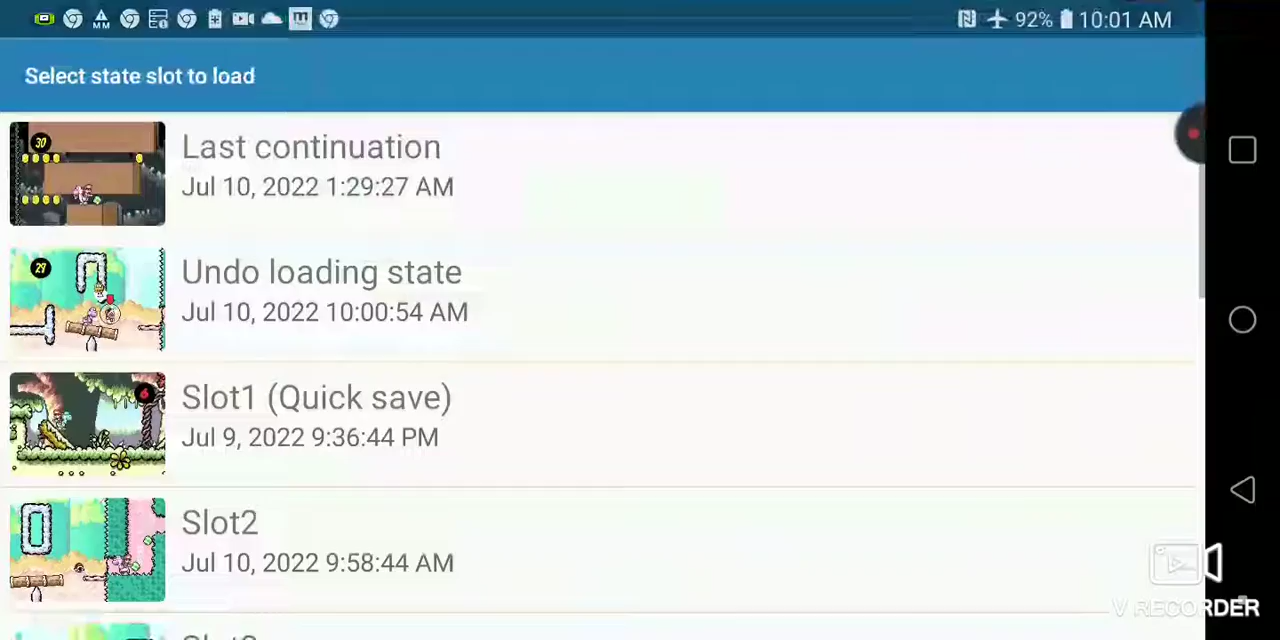 MM
92% 10:01 AM
Select state slot to load
30
Last continuation
Jul 10, 2022 1:29:27 AM
Undo loading state
Jul 10, 2022 10:00:54 AM
6
Slot1 (Quick save)
Jul 9, 2022 9:36:44 PM
Slot2
Jul 10, 2022 9:58:44 AM
V RECORDER